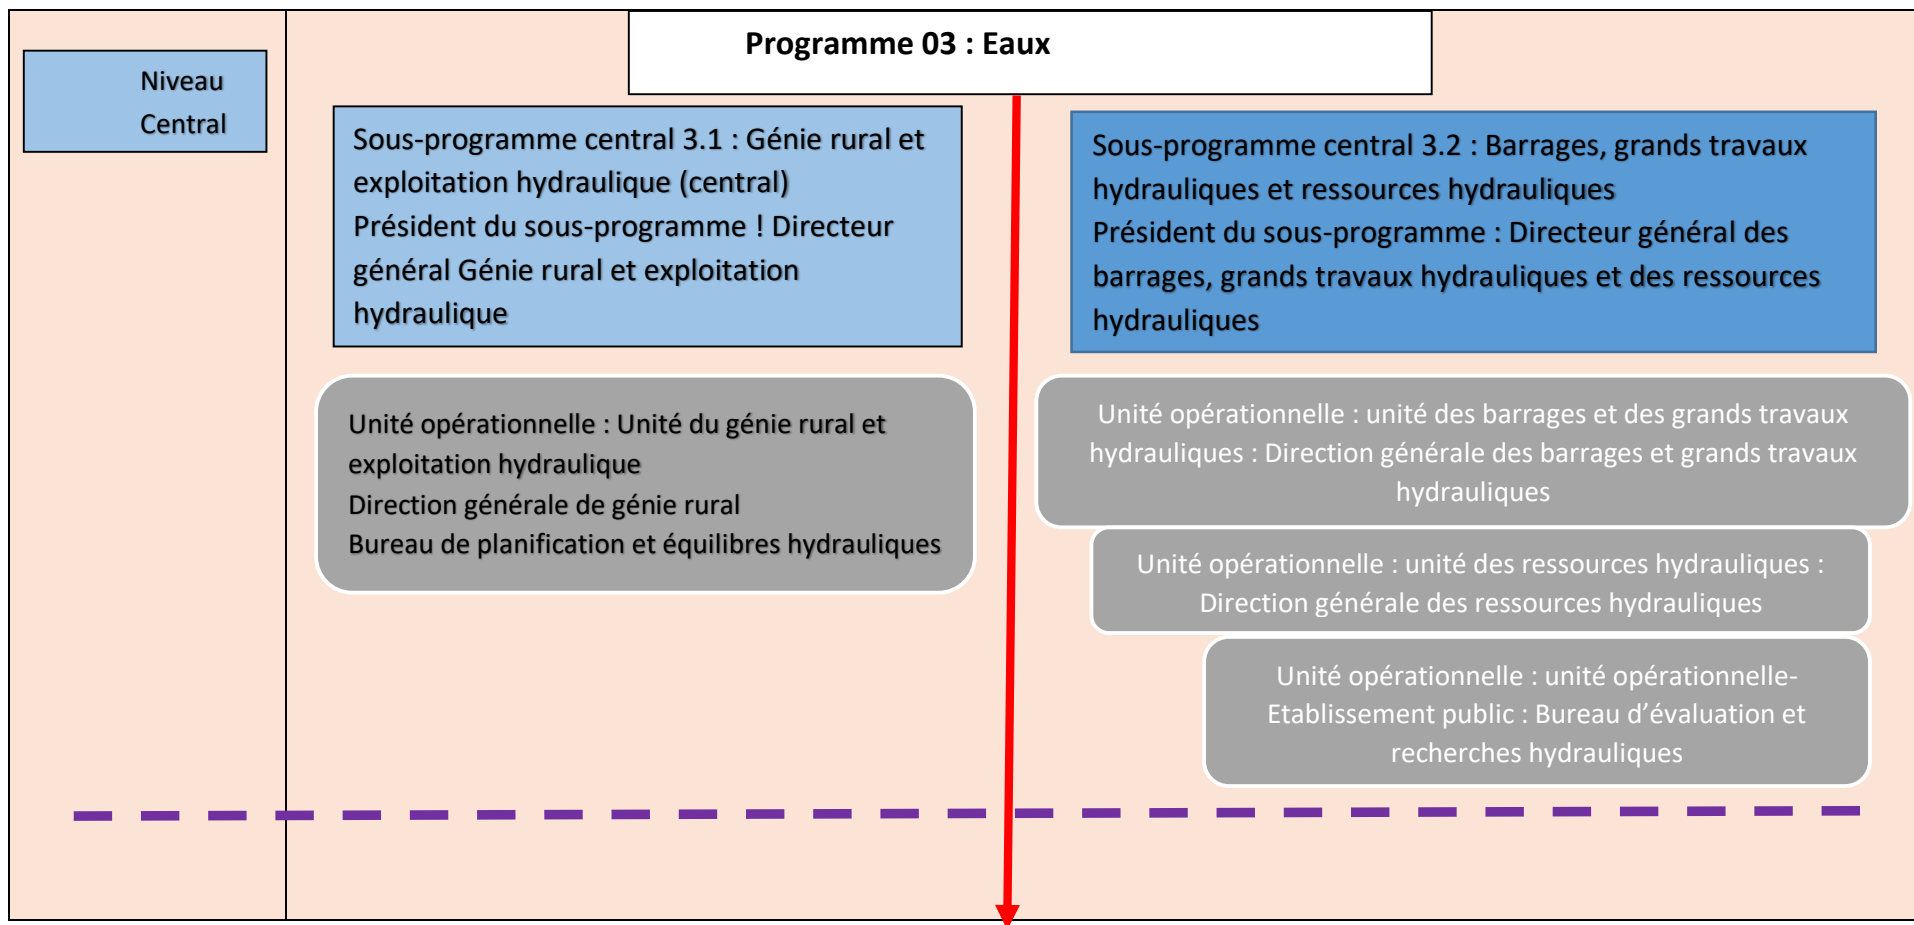 Programme 03 : Eaux
Niveau
Central
Sous-programme central 3.1 : Génie rural et
exploitation hydraulique (central)
Président du sous-programme ! Directeur
général Génie rural et exploitation
hydraulique
Sous-programme central 3.2 : Barrages, grands travaux
hydrauliques et ressources hydrauliques
Président du sous-programme : Directeur général des
barrages, grands travaux hydrauliques et des ressources
hydrauliques
Unité opérationnelle : Unité du génie rural et
exploitation hydraulique
Direction générale de génie rural
Bureau de planification et équilibres hydrauliques
Unité opérationnelle : unité des barrages et des grands travaux
hydrauliques : Direction générale des barrages et grands travaux
hydrauliques
Unité opérationnelle : unité des ressources hydrauliques :
Direction générale des ressources hydrauliques
Unité opérationnelle : unité opérationnelle-
Etablissement public : Bureau d’évaluation et
recherches hydrauliques